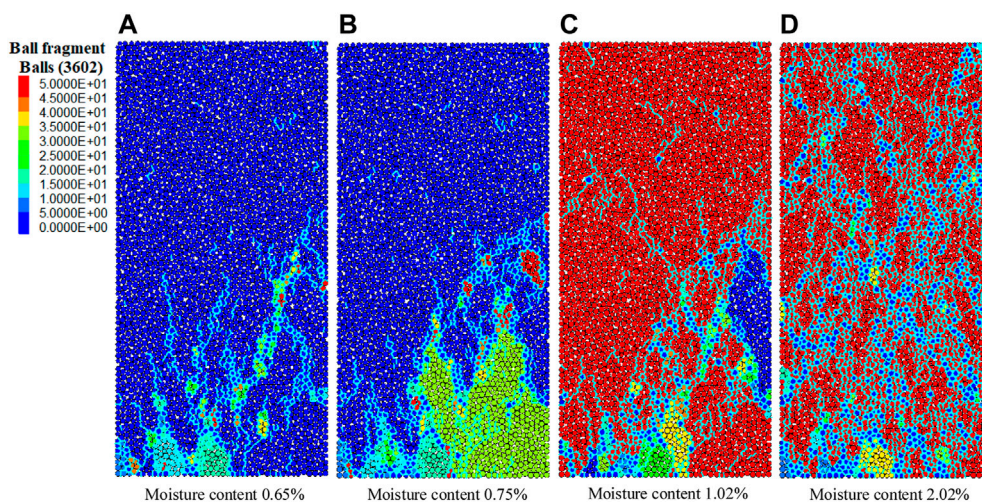 A
B
C
D
Ball fragment
Balls (3602)
5.0000E+01
4.5000E+01
4.0000E+01
3.5000E+01
3.0000E+01
2.5000E+01
2.0000E+01
1.5000E+01
1.0000E+01
5.0000E+00
0.0000E+00
Moisture content 0.65%
Moisture content 0.75%
Moisture content 1.02%
Moisture content 2.02%